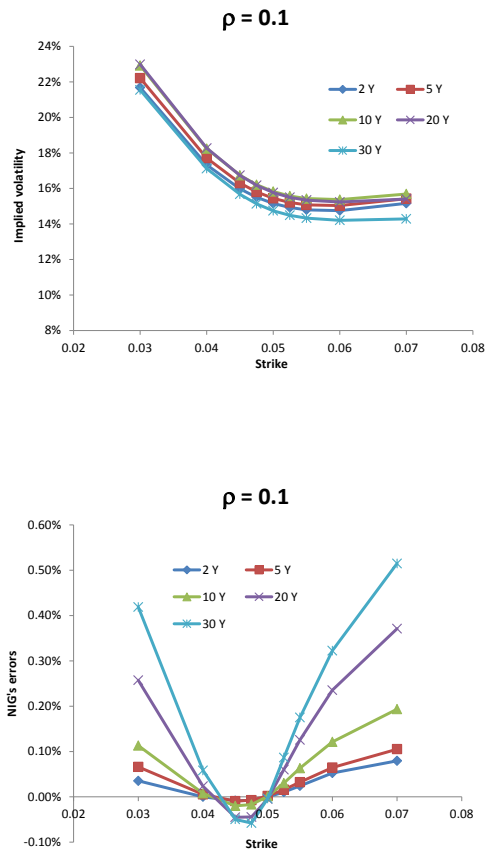 ρ = 0.1
24%
22%
20%
18%
16%
14%
12%
10%
8%
Implied volatility
2 Y 5 Y
10 Y 20 Y
30 Y
0.02 0.03 0.04 0.05 0.06 0.07 0.08
Strike
ρ = 0.1
0.60%
0.50%
0.40%
0.30%
0.20%
0.10%
0.00%
-0.10%
NIG's errors
2 Y 5 Y
10 Y 20 Y
30 Y
0.02 0.03 0.04 0.05 0.06 0.07 0.08
Strike